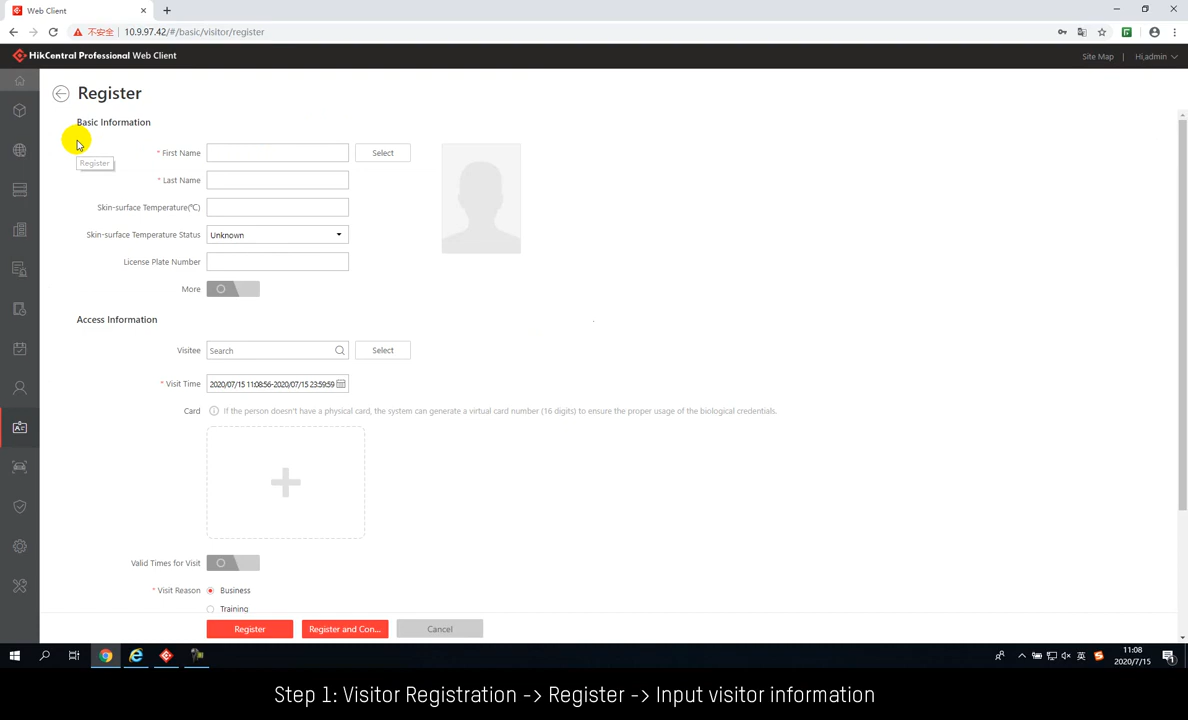 Web Client
不安全
10.9.97.42/#/basic/visitor/register
HikCentral Professional Web Client
Site Map
Hi,admin
Register
Basic Information
Register
* First Name
Select
* Last Name
Skin-surface Temperature(℃)
Skin-surface Temperature Status
Unknown
License Plate Number
More
Access Information
Visitee
Search
Select
* Visit Time
2020/07/15 11:08:56-2020/07/15 23:59:59
Card
If the person doesn't have a physical card, the system can generate a virtual card number (16 digits) to ensure the proper usage of the biological credentials.
Valid Times for Visit
* Visit Reason
Business
Training
Register
Register and Con...
Cancel
英
11:08
2020/7/15
1
Step 1: Visitor Registration -> Register -> Input visitor information